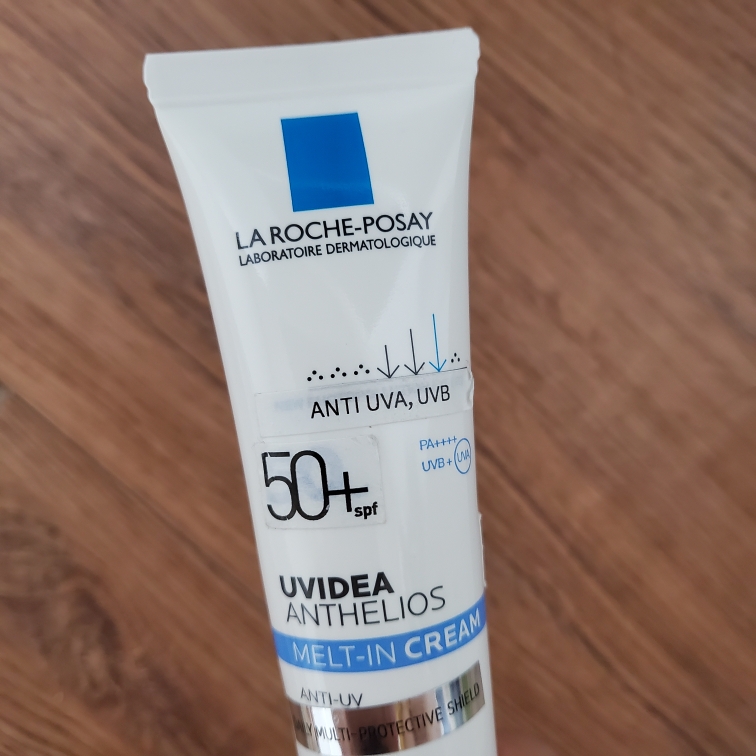 LA ROCHE-POSAY
LABORATOIRE DERMATOLOGIQUE
ANTI UVA, UVB
50+
spf
PA++++
UVB+ UVA
UVIDEA
ANTHELIOS
MELT-IN CREAM
ANTI-UV
MULTI-PROTECTIVE SHIELD